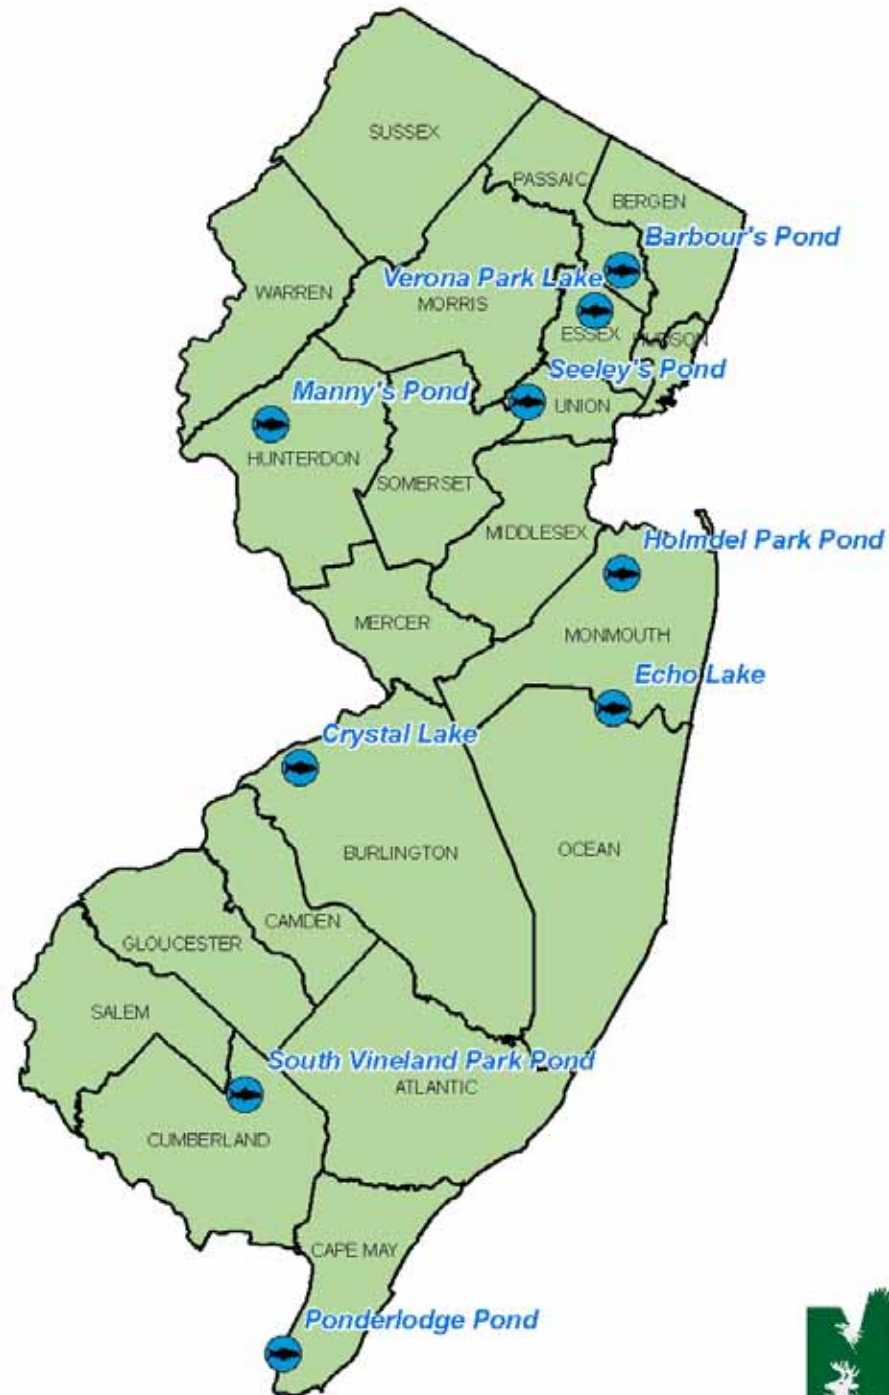 SUSSEX
PASSAIC
BERGEN
Barbour's Pond
Verona Park Lake
WARREN
MORRIS
ESSEX
HUDSON
Seeley's Pond
Manny's Pond
UNION
HUNTERDON
SOMERSET
MIDDLESEX
Holmdel Park Pond
MERCER
MONMOUTH
Echo Lake
Crystal Lake
BURLINGTON
OCEAN
CAMDEN
GLOUCESTER
SALEM
South Vineland Park Pond
ATLANTIC
CUMBERLAND
CAPE MAY
Ponderlodge Pond